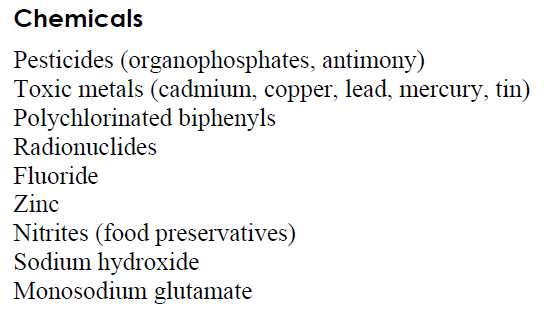 Chemicals
Pesticides (organophosphates, antimony)
Toxic metals (cadmium, copper, lead, mercury, tin)
Polychlorinated biphenyls
Radionuclides
Fluoride
Zinc
Nitrites (food preservatives)
Sodium hydroxide
Monosodium glutamate